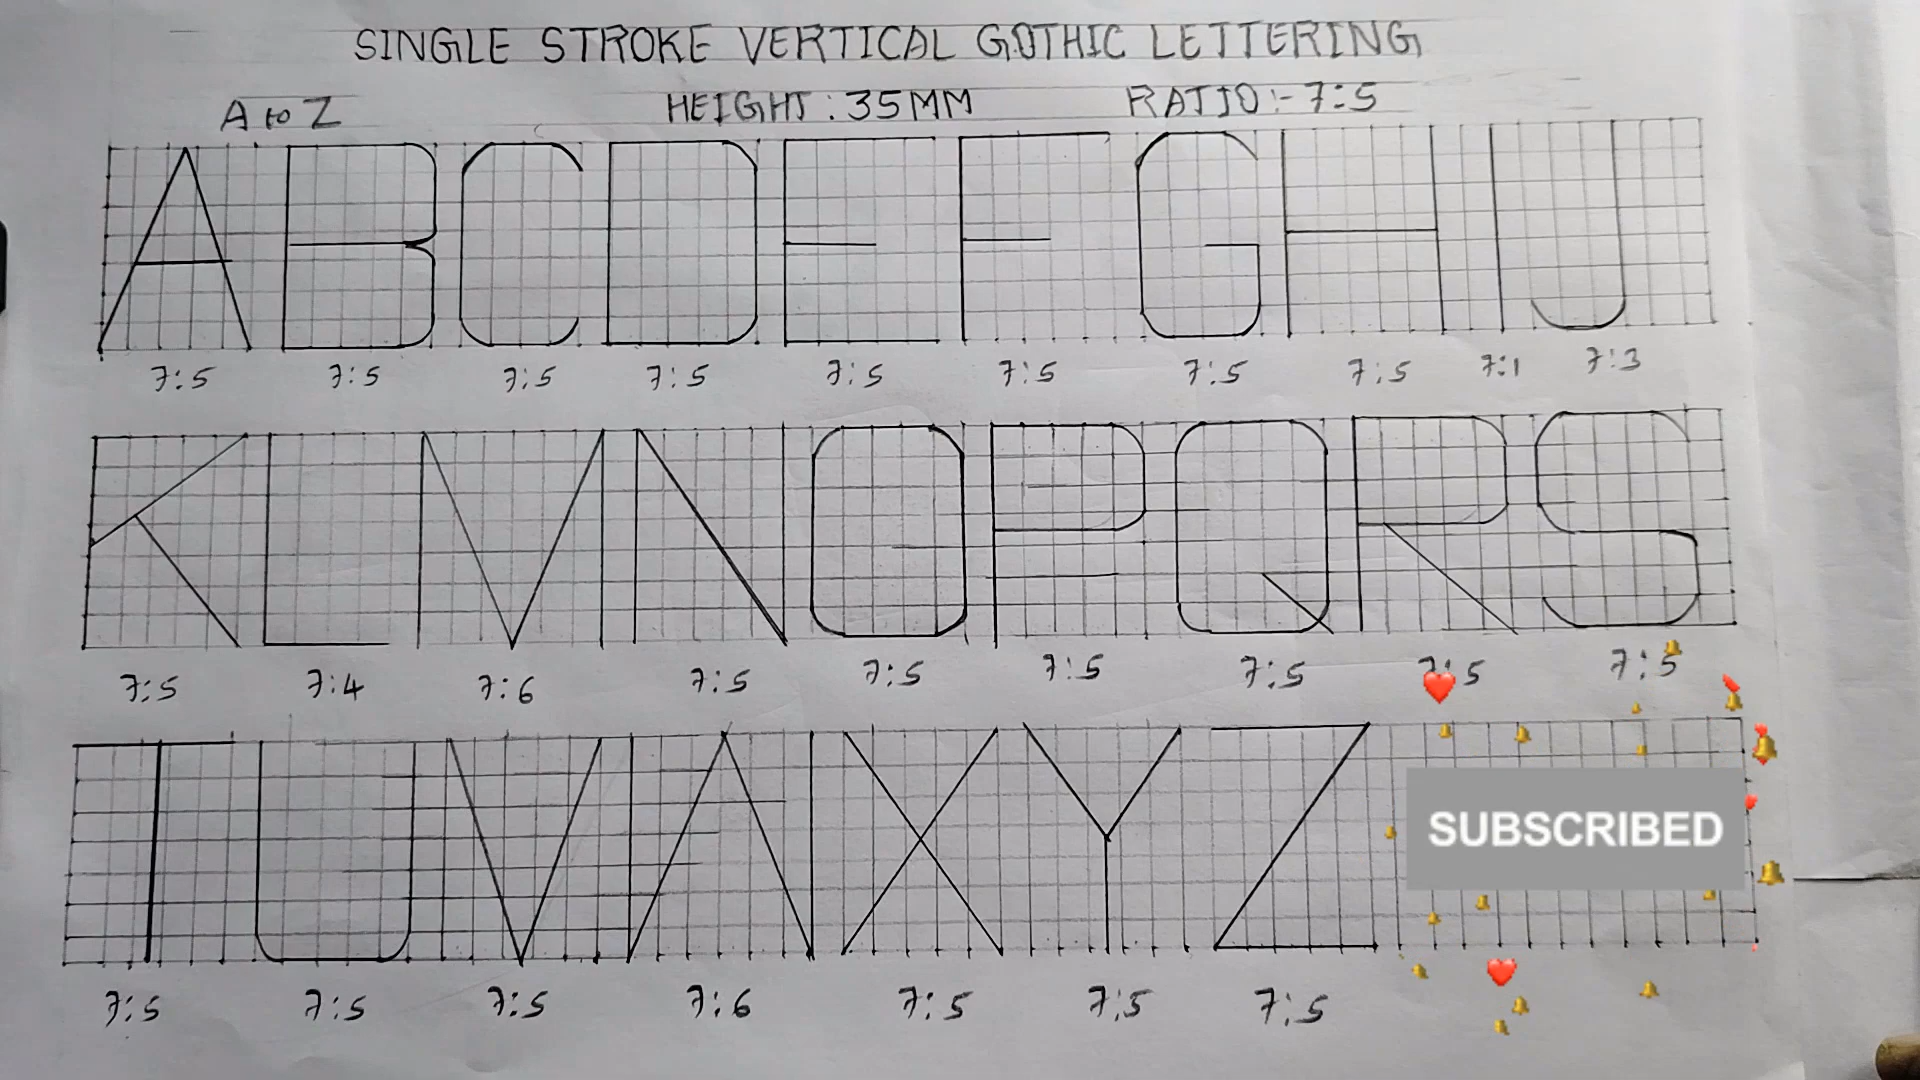 SINGLE STROKE VERTICAL GOTHIC LETTERING
A to Z HEIGHT : 35MM RATIO :- 7:5
A B C D E F G H I J
7:5 7:5 7:5 7:5 7:5 7:5 7:5 7:5 7:1 7:3
K L M N O P Q R S
7:5 7:4 7:6 7:5 7:5 7:5 7:5 7:5 7:5
T U V W X Y Z
SUBSCRIBED
7:5 7:5 7:5 7:6 7:5 7:5 7:5